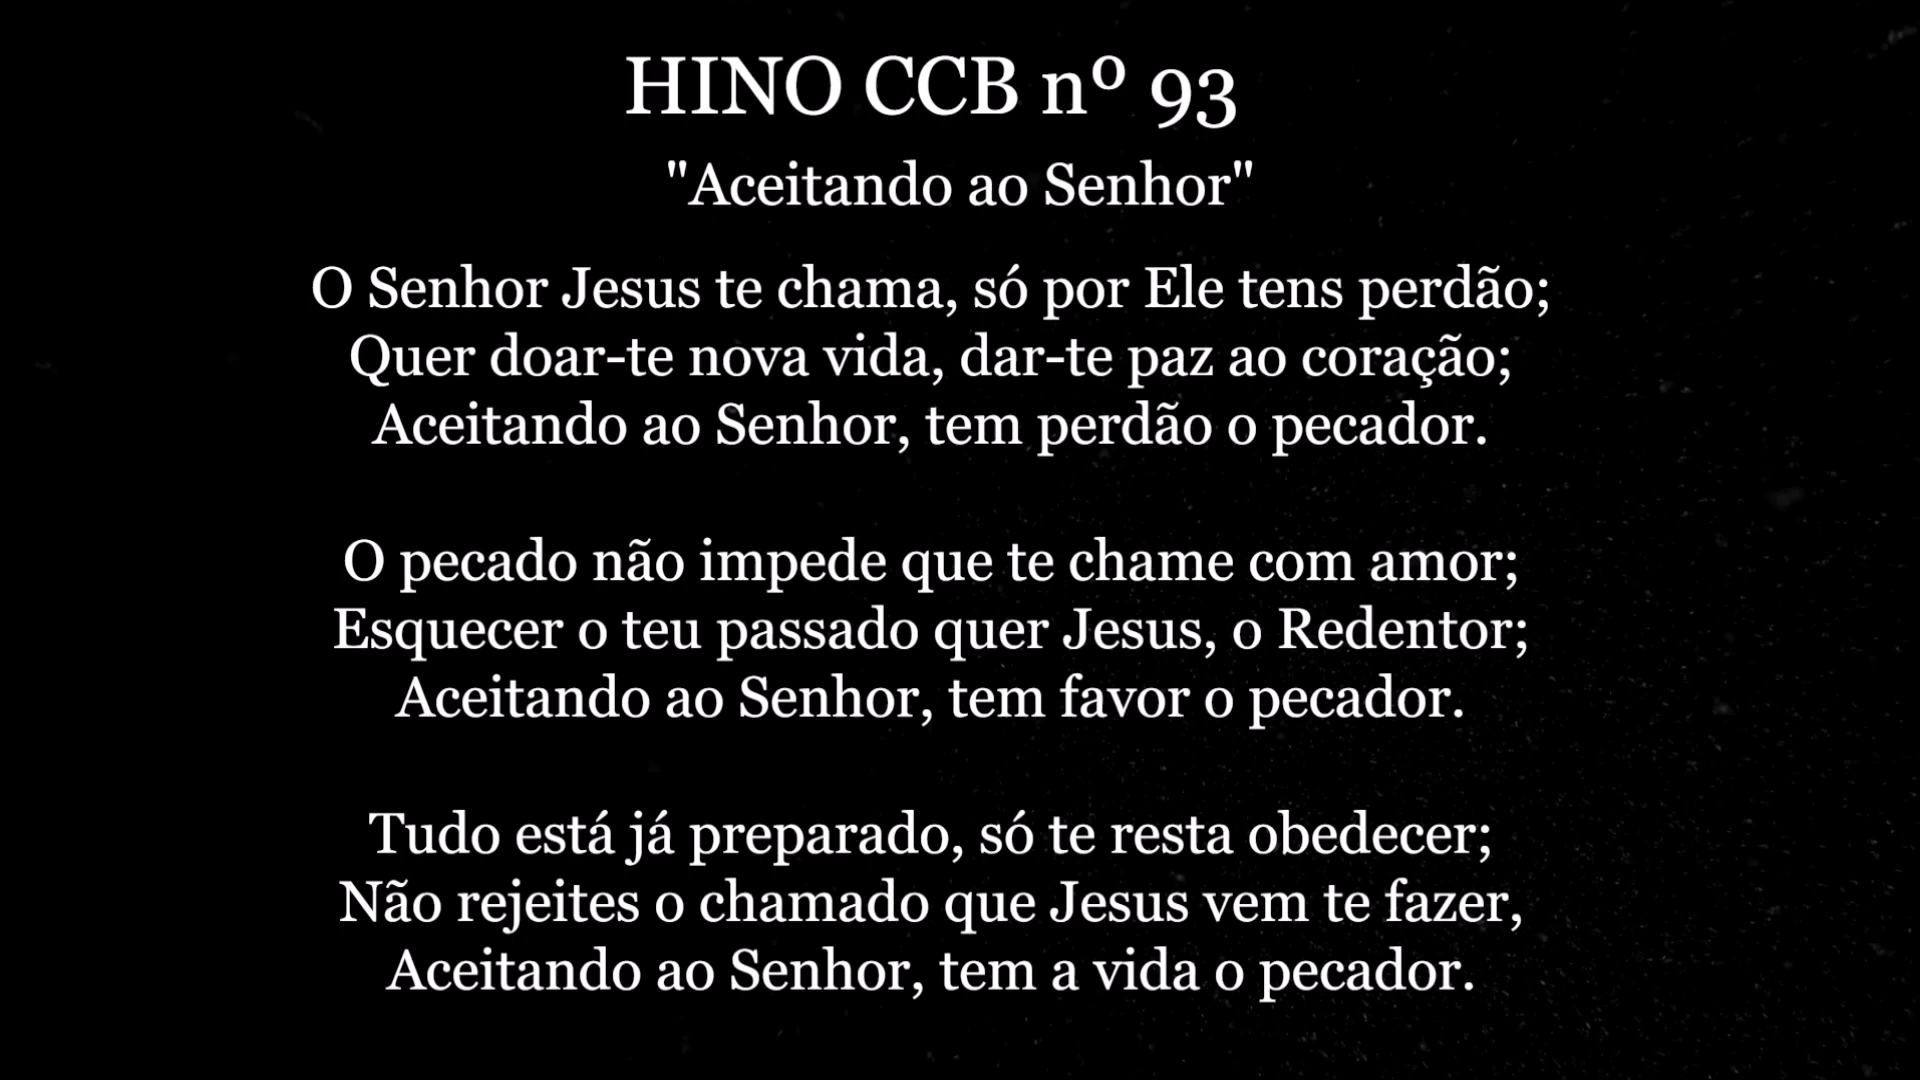 HINO CCB nº 93
"Aceitando ao Senhor"
O Senhor Jesus te chama, só por Ele tens perdão;
Quer doar-te nova vida, dar-te paz ao coração;
Aceitando ao Senhor, tem perdão o pecador.
O pecado não impede que te chame com amor;
Esquecer o teu passado quer Jesus, o Redentor;
Aceitando ao Senhor, tem favor o pecador.
Tudo está já preparado, só te resta obedecer;
Não rejeites o chamado que Jesus vem te fazer,
Aceitando ao Senhor, tem a vida o pecador.